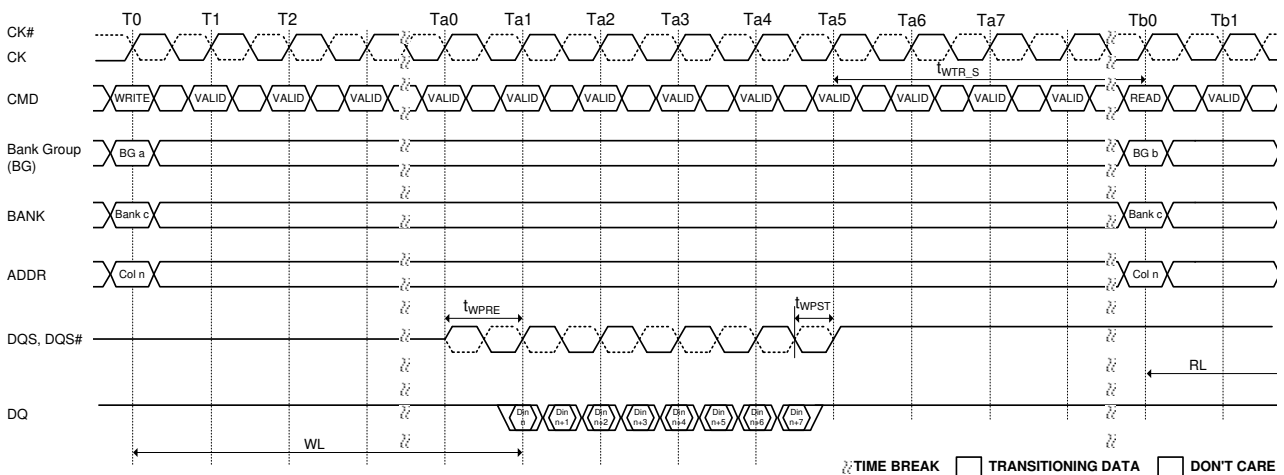 T0 T1 T2 Ta0 Ta1 Ta2 Ta3 Ta4 Ta5 Ta6 Ta7 Tb0 Tb1
CK#
CK
tWTR_S
CMD WRITE VALID VALID VALID VALID VALID VALID VALID VALID VALID VALID VALID VALID READ VALID
Bank Group
(BG)
BG a BG b
BANK Bank c Bank c
ADDR Col n Col n
tWPRE tWPST
DQS, DQS#
RL
DQ Din n Din n+1 Din n+2 Din n+3 Din n+4 Din n+5 Din n+6 Din n+7
WL
TIME BREAK TRANSITIONING DATA DON'T CARE